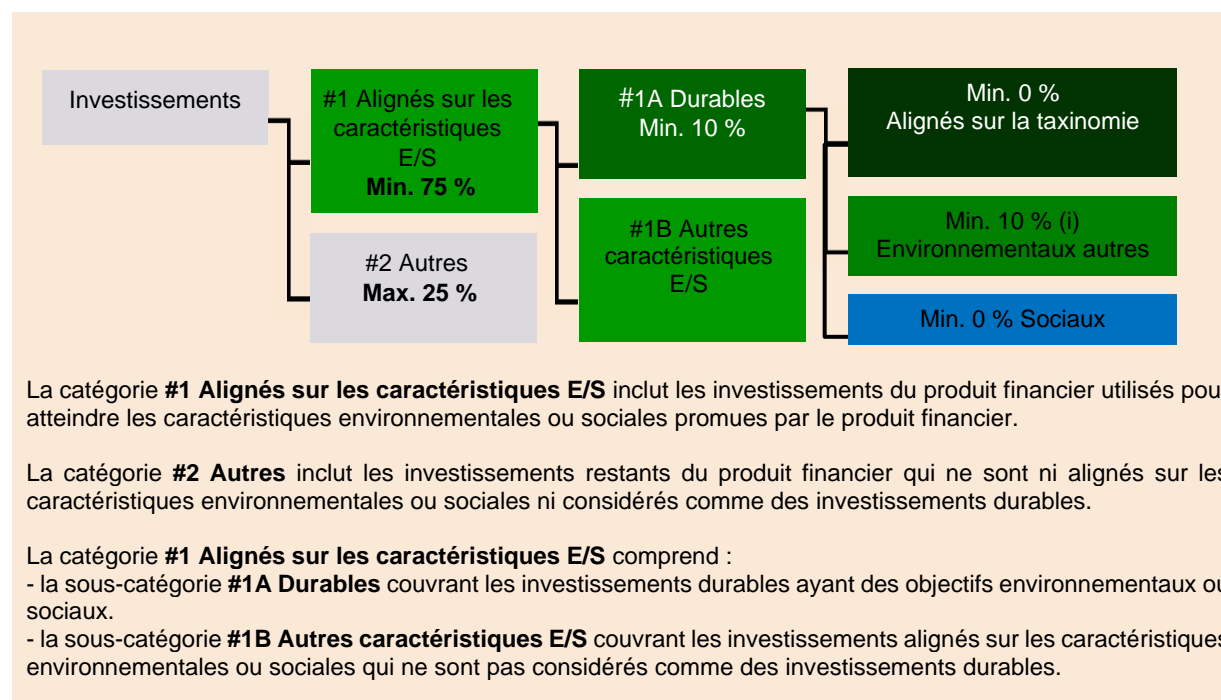 Investissements
#1 Alignés sur les
caractéristiques
E/S
Min. 75 %
#2 Autres
Max. 25 %
#1A Durables
Min. 10 %
#1B Autres
caractéristiques
E/S
Min. 0 %
Alignés sur la taxinomie
Min. 10 % (i)
Environnementaux autres
Min. 0 % Sociaux
La catégorie #1 Alignés sur les caractéristiques E/S inclut les investissements du produit financier utilisés pou
atteindre les caractéristiques environnementales ou sociales promues par le produit financier.
La catégorie #2 Autres inclut les investissements restants du produit financier qui ne sont ni alignés sur les
caractéristiques environnementales ou sociales ni considérés comme des investissements durables.
La catégorie #1 Alignés sur les caractéristiques E/S comprend :
- la sous-catégorie #1A Durables couvrant les investissements durables ayant des objectifs environnementaux ou
sociaux.
- la sous-catégorie #1B Autres caractéristiques E/S couvrant les investissements alignés sur les caractéristiques
environnementales ou sociales qui ne sont pas considérés comme des investissements durables.